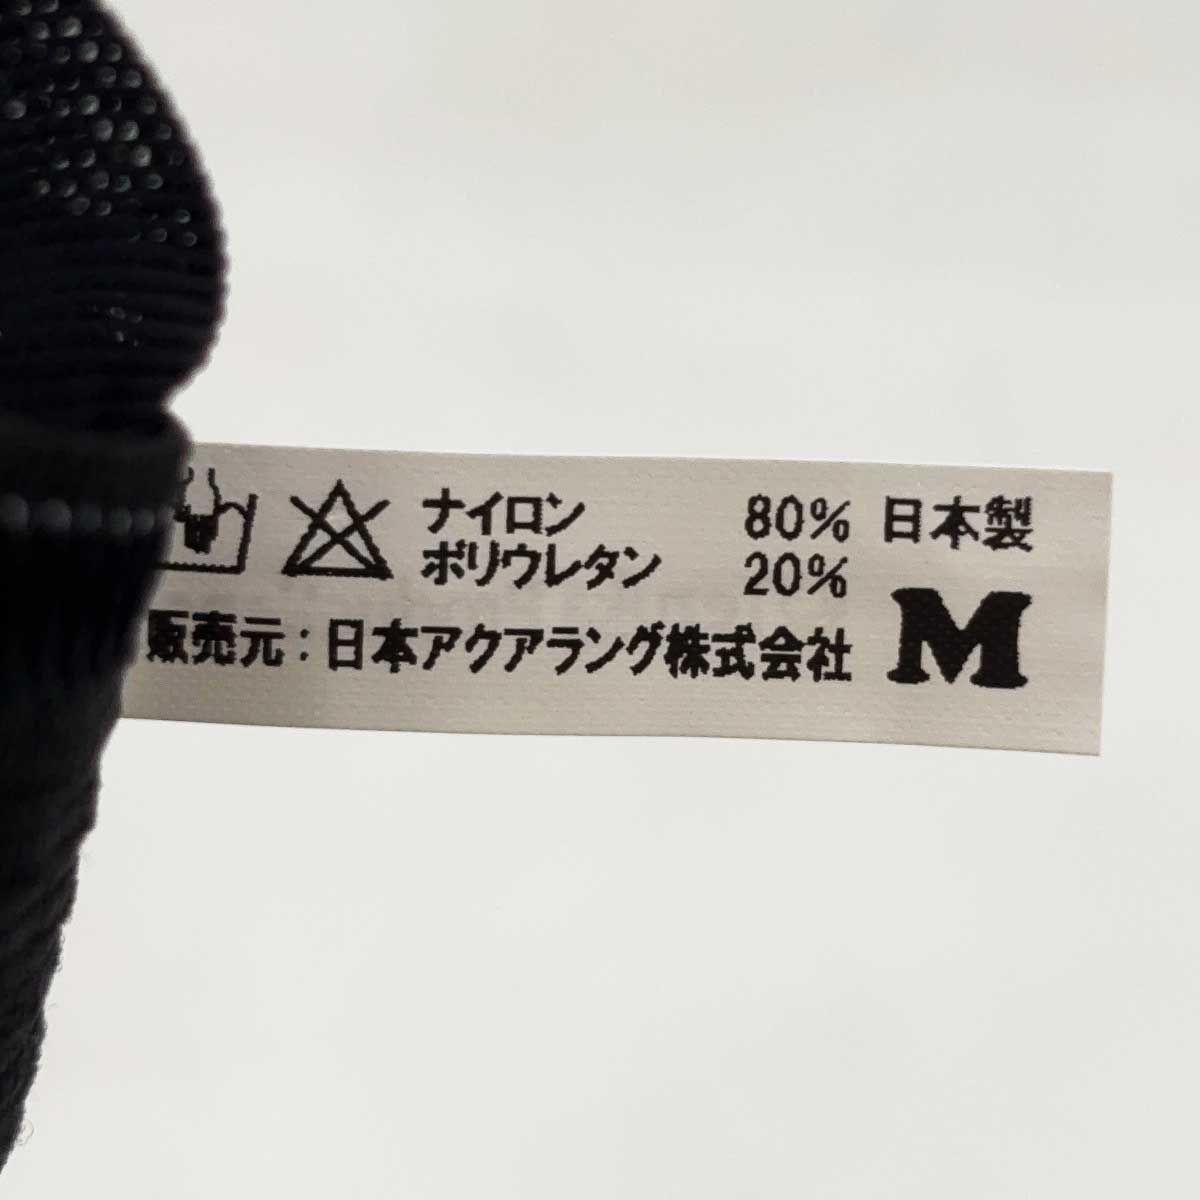 ナイロン 80% 日本製
ポリウレタン 20%
M
販売元：日本アクアラング株式会社